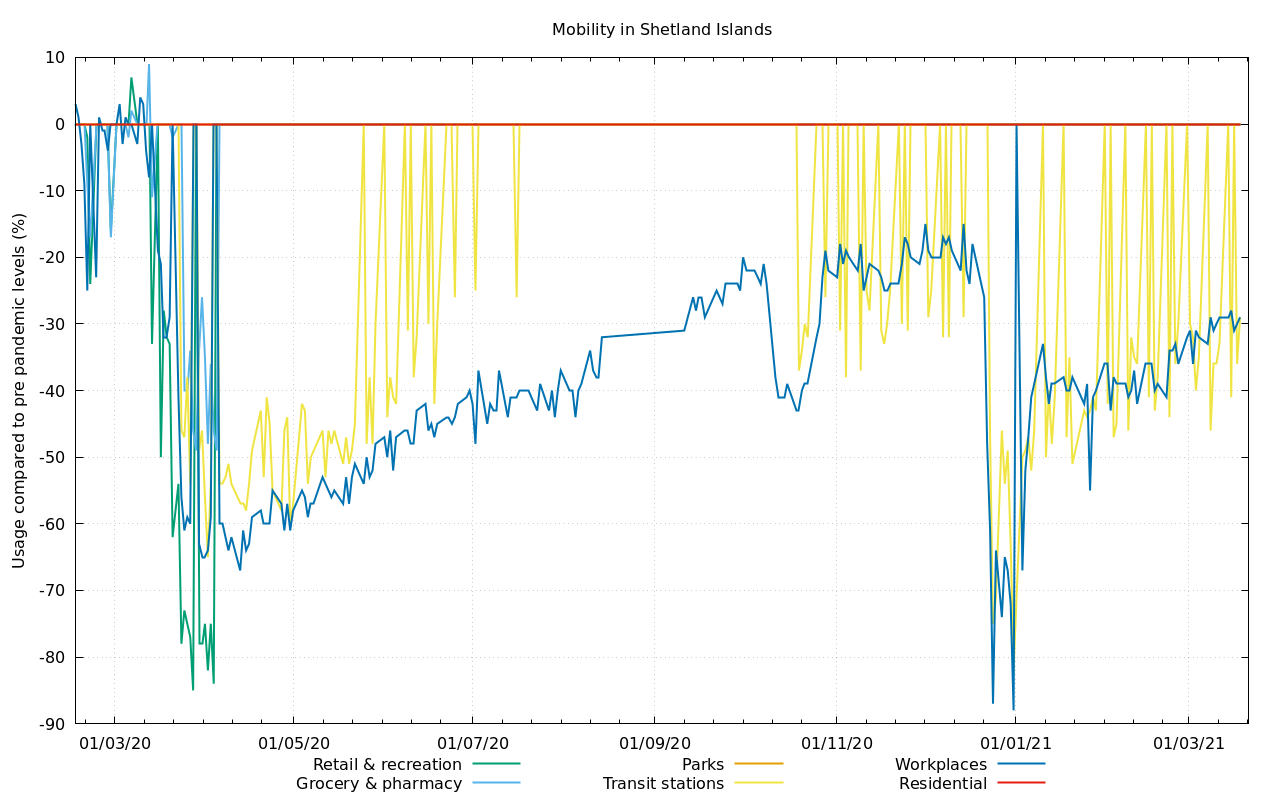 Mobility in Shetland Islands
Usage compared to pre pandemic levels (%)
10
0
-10
-20
-30
-40
-50
-60
-70
-80
-90
01/03/20 01/05/20 01/07/20 01/09/20 01/11/20 01/01/21 01/03/21
Retail & recreation Parks Workplaces
Grocery & pharmacy Transit stations Residential